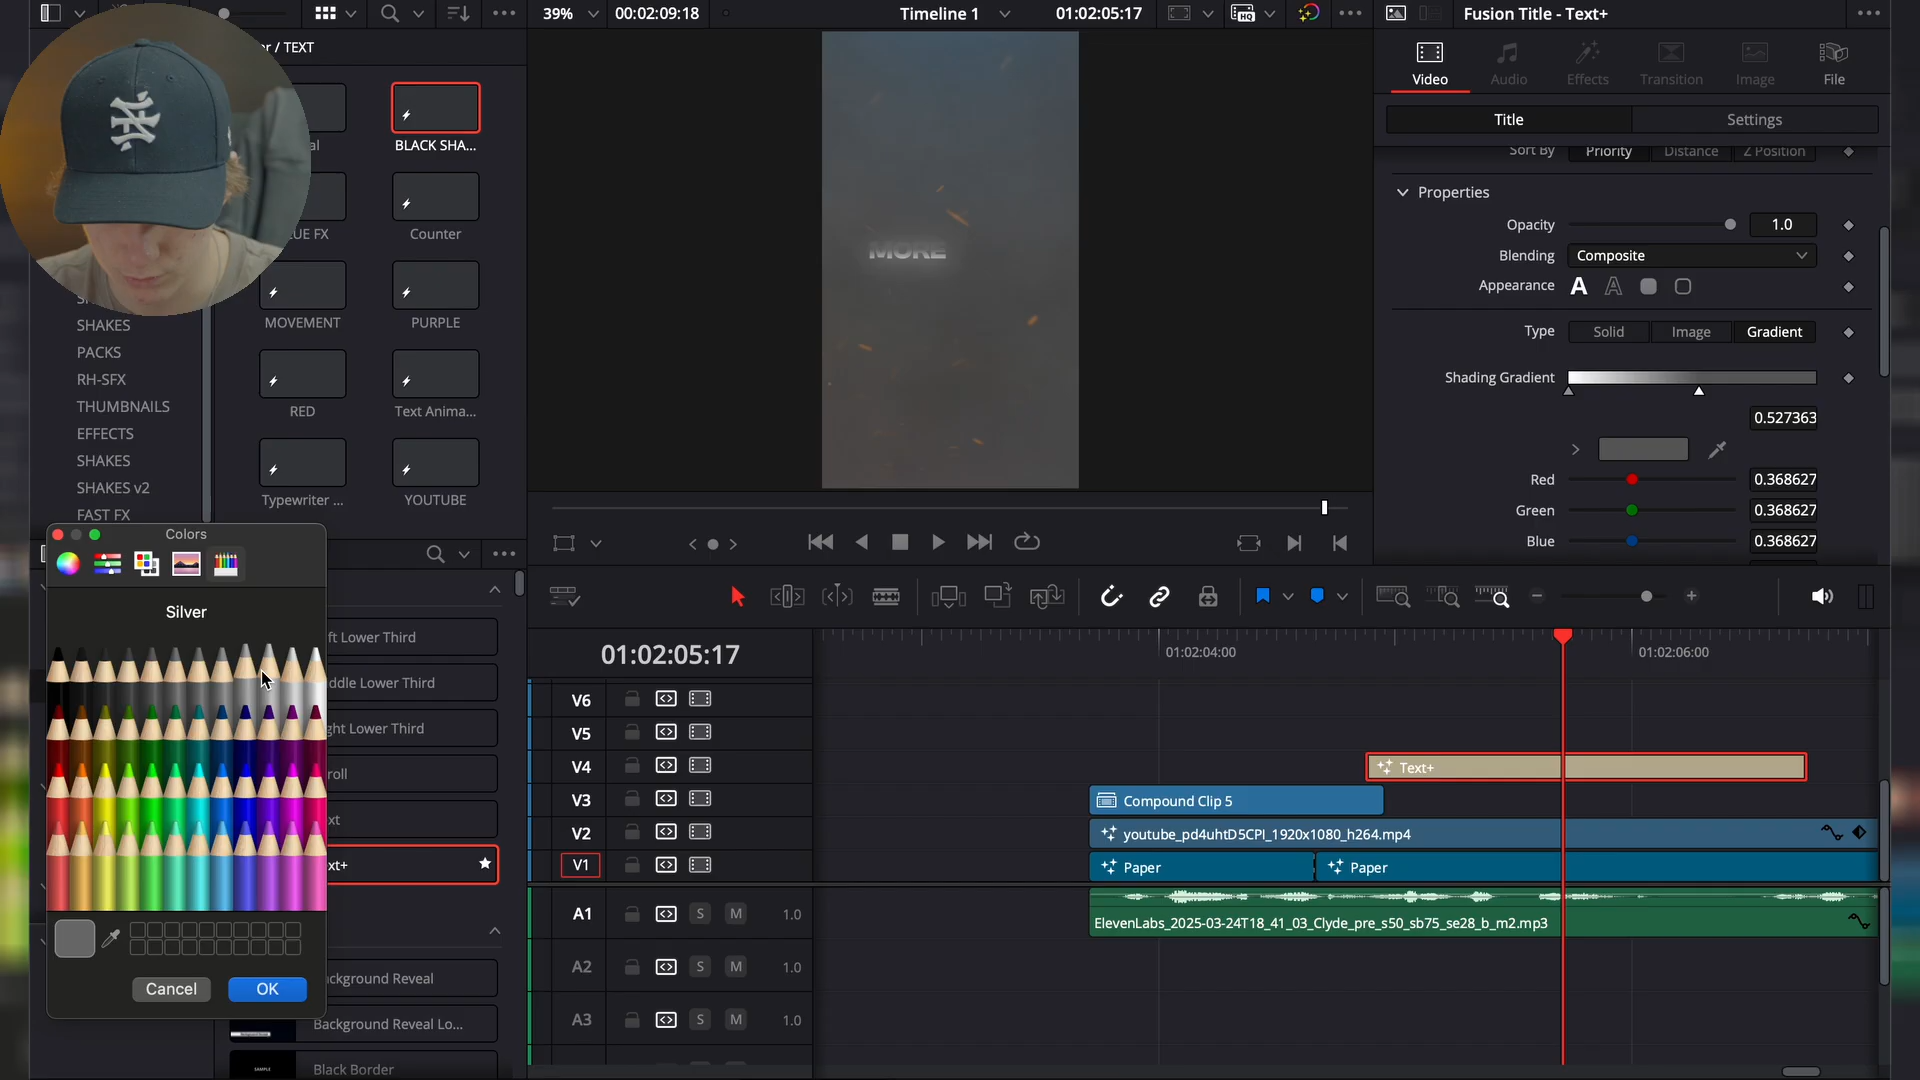 39%
00:02:09:18
Timeline 1
01:02:05:17
Fusion Title - Text+
/ TEXT
BLACK SHA...
UE FX
Counter
MOVEMENT
PURPLE
RED
Text Anima...
Typewriter ...
YOUTUBE
SHAKES
PACKS
RH-SFX
THUMBNAILS
EFFECTS
SHAKES
SHAKES v2
FAST FX
MORE
Video
Audio
Effects
Transition
Image
File
Title
Settings
Sort By
Priority
Distance
Z Position
Properties
Opacity
1.0
Blending
Composite
Appearance
Type
Solid
Image
Gradient
Shading Gradient
0.527363
Red
0.368627
Green
0.368627
Blue
0.368627
Colors
Silver
Cancel
OK
ft Lower Third
ddle Lower Third
ght Lower Third
roll
xt
xt+
ckground Reveal
Background Reveal Lo...
SAMPLE
Black Border
01:02:05:17
01:02:04:00
01:02:06:00
V6
V5
V4
Text+
V3
Compound Clip 5
V2
youtube_pd4uhtD5CPI_1920x1080_h264.mp4
V1
Paper
Paper
A1
S
M
1.0
ElevenLabs_2025-03-24T18_41_03_Clyde_pre_s50_sb75_se28_b_m2.mp3
A2
S
M
1.0
A3
S
M
1.0